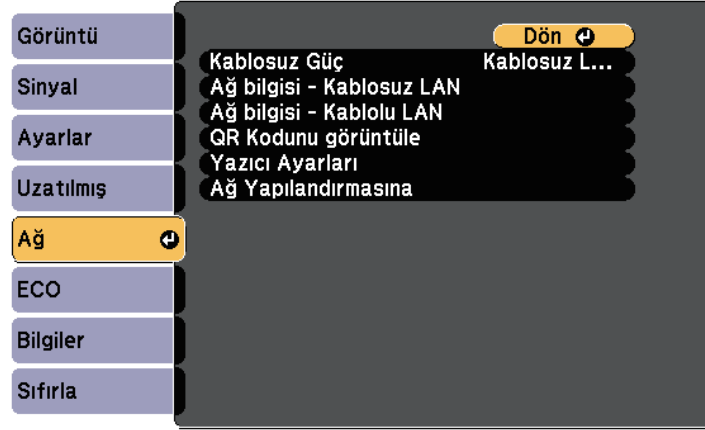 Görüntü
Sinyal
Ayarlar
Uzatılmış
Ağ
ECO
Bilgiler
Sıfırla
Dön
Kablosuz Güç Kablosuz L...
Ağ bilgisi - Kablosuz LAN
Ağ bilgisi - Kablolu LAN
QR Kodunu görüntüle
Yazıcı Ayarları
Ağ Yapılandırmasına